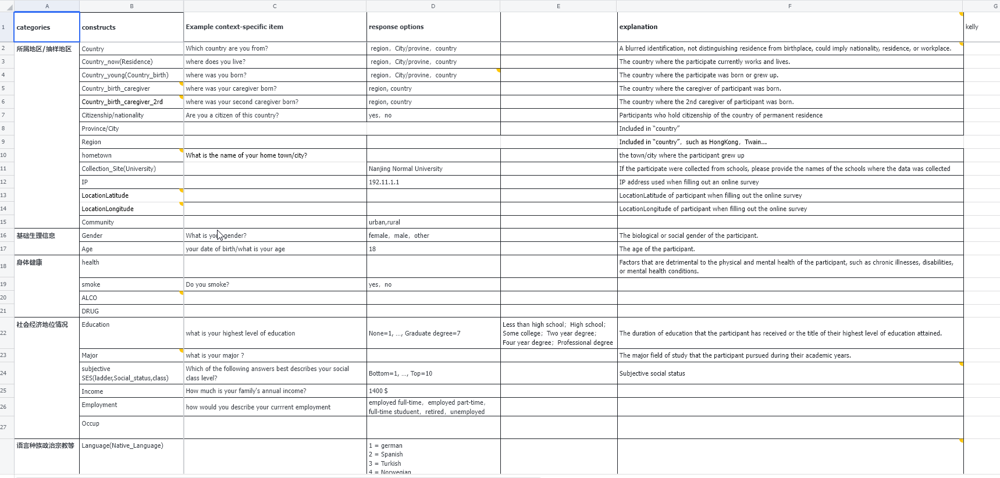 A B C D E F G
1 categories constructs Example context-specific item response options explanation kelly
2 所属地区/抽样地区 Country Which country are you from? region，City/provine，country A blurred identification, not distinguishing residence from birthplace, could imply nationality, residence, or workplace.
3 Country_now(Residence) where does you live? region，City/provine，country The country where the participate currently works and lives.
4 Country_young(Country_birth) where was you born? region，City/provine，country The country where the participate was born or grew up.
5 Country_birth_caregiver where was your caregiver born? region, country The country where the caregiver of participant was born.
6 Country_birth_caregiver_2rd where was your second caregiver born? region, country The country where the 2nd caregiver of participant was born.
7 Citizenship/nationality Are you a citizen of this country? yes，no Participants who hold citizenship of the country of permanent residence
8 Province/City Included in “country”
9 Region Included in “country”，such as HongKong，Twain...
10 hometown What is the name of your home town/city? the town/city where the participant grew up
11 Collection_Site(University) Nanjing Normal University If the participate were collected from schools, please provide the names of the schools where the data was collected
12 IP 192.11.1.1 IP address used when filling out an online survey
13 LocationLatitude LocationLatitude of participant when filling out the online survey
14 LocationLongitude LocationLongitude of participant when filling out the online survey
15 Community urban,rural
16 基础生理信息 Gender What is your gender? female，male，other The biological or social gender of the participant.
17 Age your date of birth/what is your age 18 The age of the participant.
18 身体健康 health Factors that are detrimental to the physical and mental health of the participant, such as chronic illnesses, disabilities,
or mental health conditions.
19 smoke Do you smoke? yes，no
20 ALCO
21 DRUG
22 社会经济地位情况 Education what is your highest level of education None=1, ..., Graduate degree=7 Less than high school；High school；
Some college；Two year degree；
Four year degree；Professional degree
The duration of education that the participant has received or the title of their highest level of education attained.
23 Major what is your major ? The major field of study that the participant pursued during their academic years.
24 subjective
SES(ladder,Social_status,class)
Which of the following answers best describes your social
class level?
Bottom=1, ..., Top=10 Subjective social status
25 Income How much is your family's annual income? 1400 $
26 Employment how would you describe your currrent employment employed full-time，employed part-time，
full-time studuent，retired，unemployed
27 Occup
语言种族政治宗教等 Language(Native_Language) 1 = german
2 = Spanish
3 = Turkish
4 = Norwegian